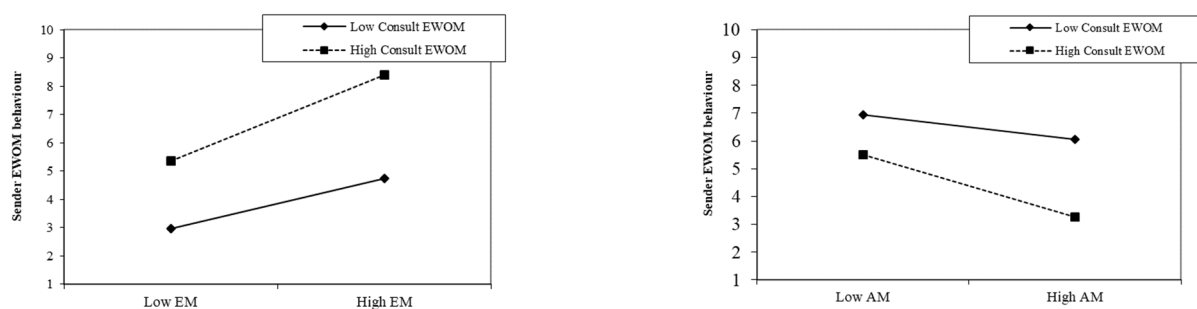 Low Consult EWOM
High Consult EWOM
10
9
8
7
6
5
4
3
2
1
Sender EWOM behaviour
Low EM
High EM
Low Consult EWOM
High Consult EWOM
10
9
8
7
6
5
4
3
2
1
Sender EWOM behaviour
Low AM
High AM